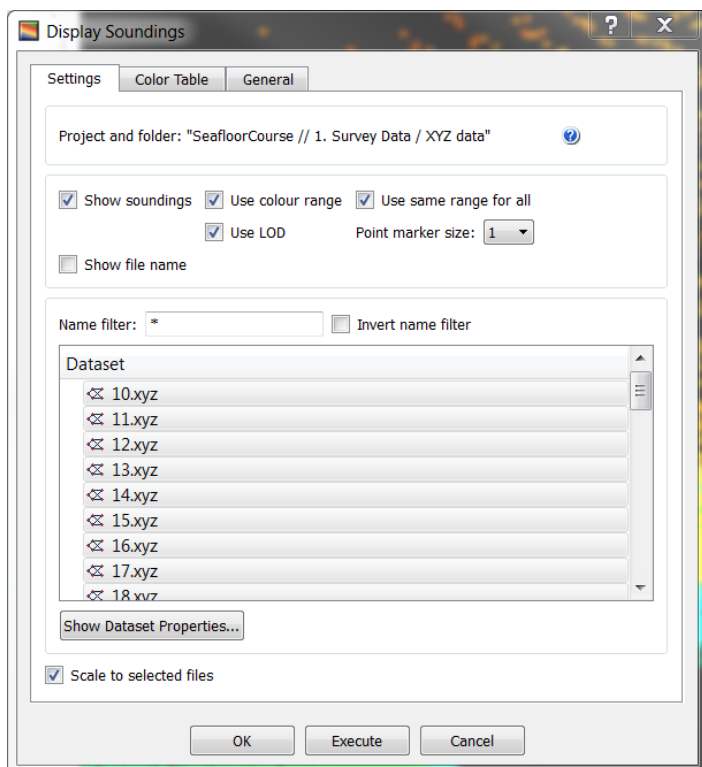 Display Soundings
?
X
Settings Color Table General
Project and folder: "SeafloorCourse // 1. Survey Data / XYZ data" ?
Show soundings Use colour range Use same range for all
Use LOD Point marker size: 1
Show file name
Name filter: * Invert name filter
Dataset
10.xyz
11.xyz
12.xyz
13.xyz
14.xyz
15.xyz
16.xyz
17.xyz
18.xyz
Show Dataset Properties...
Scale to selected files
OK Execute Cancel